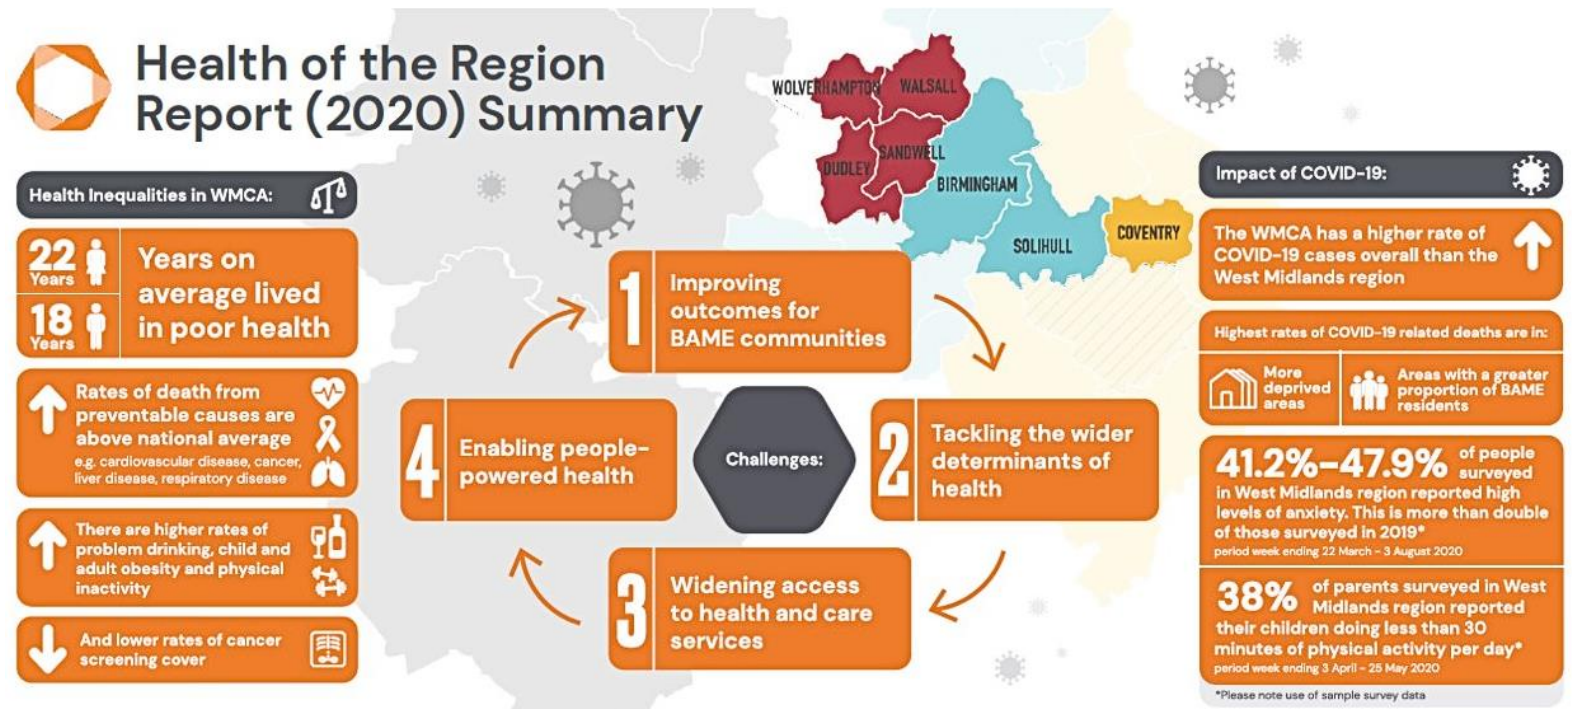 Health of the Region
Report (2020) Summary
WOLVERHAMPTON
WALSALL
DUDLEY
SANDWELL
BIRMINGHAM
SOLIHULL
COVENTRY
Health Inequalities in WMCA:
22
Years
18
Years
Years on
average lived
in poor health
Rates of death from
preventable causes are
above national average
e.g. cardiovascular disease, cancer,
liver disease, respiratory disease
There are higher rates of
problem drinking, child and
adult obesity and physical
inactivity
And lower rates of cancer
screening cover
Challenges:
1
Improving
outcomes for
BAME communities
2
Tackling the wider
determinants of
health
3
Widening access
to health and care
services
4
Enabling people-
powered health
Impact of COVID-19:
The WMCA has a higher rate of
COVID-19 cases overall than the
West Midlands region
Highest rates of COVID-19 related deaths are in:
More
deprived
areas
Areas with a greater
proportion of BAME
residents
41.2%–47.9% of people
surveyed
in West Midlands region reported high
levels of anxiety. This is more than double
of those surveyed in 2019*
period week ending 22 March – 3 August 2020
38% of parents surveyed in West
Midlands region reported
their children doing less than 30
minutes of physical activity per day*
period week ending 3 April – 25 May 2020
*Please note use of sample survey data